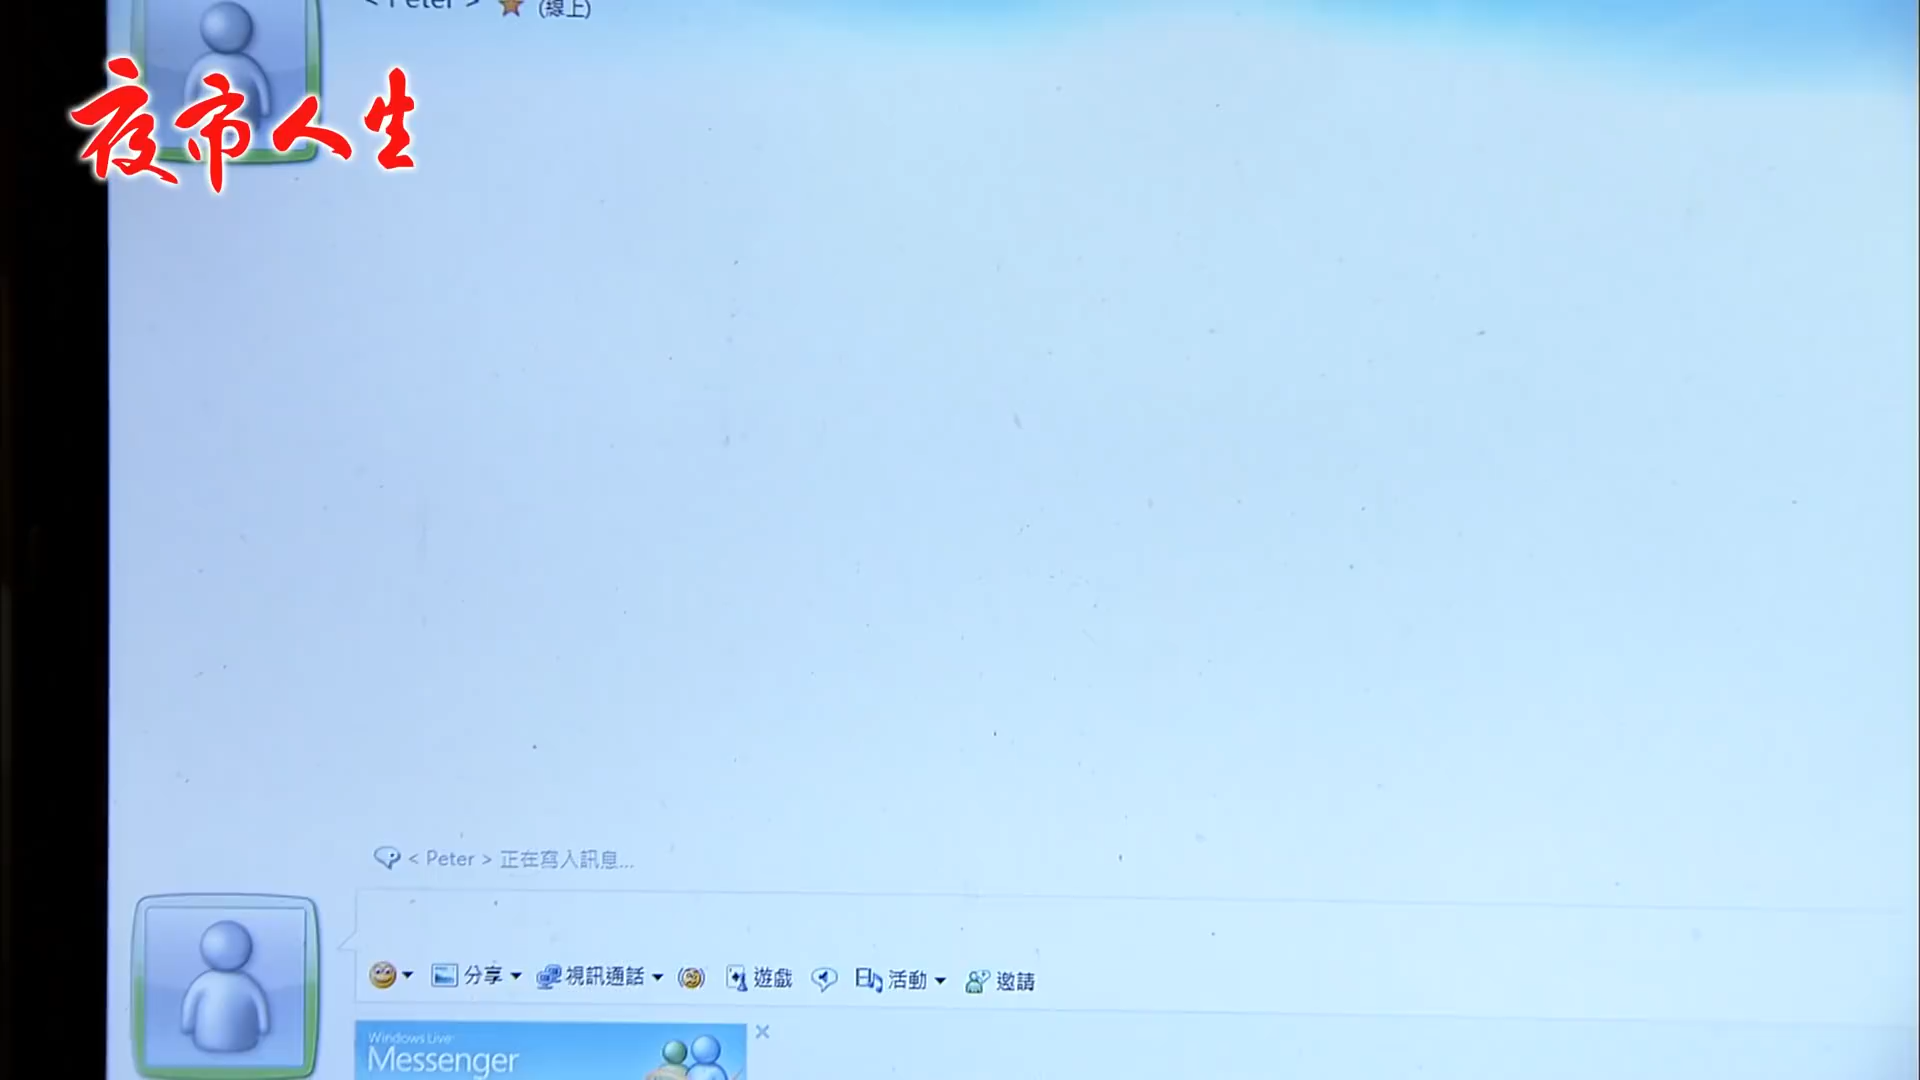 < Peter > (線上)
夜市人生
< Peter > 正在寫入訊息...
分享 視訊通話 遊戲 活動 邀請
Windows Live
Messenger